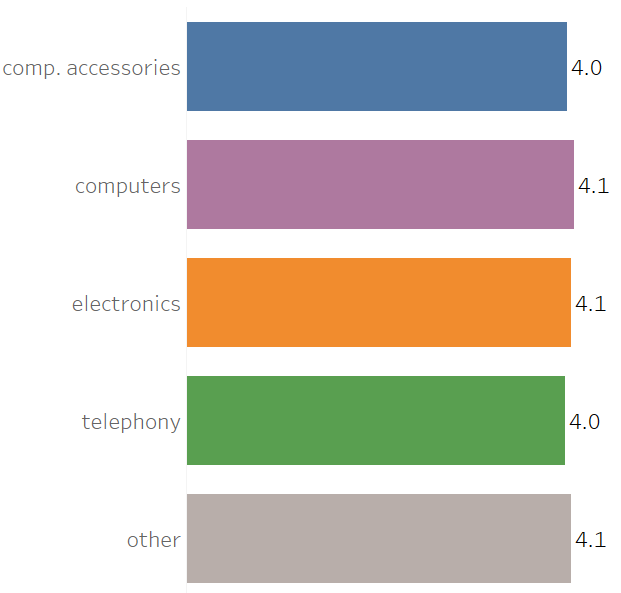 comp. accessories 4.0
computers 4.1
electronics 4.1
telephony 4.0
other 4.1